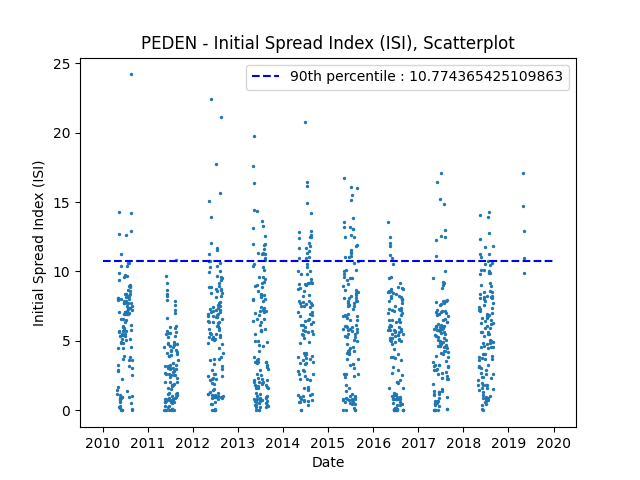 PEDEN - Initial Spread Index (ISI), Scatterplot
90th percentile : 10.774365425109863
25
20
15
10
5
0
Initial Spread Index (ISI)
2010 2011 2012 2013 2014 2015 2016 2017 2018 2019 2020
Date